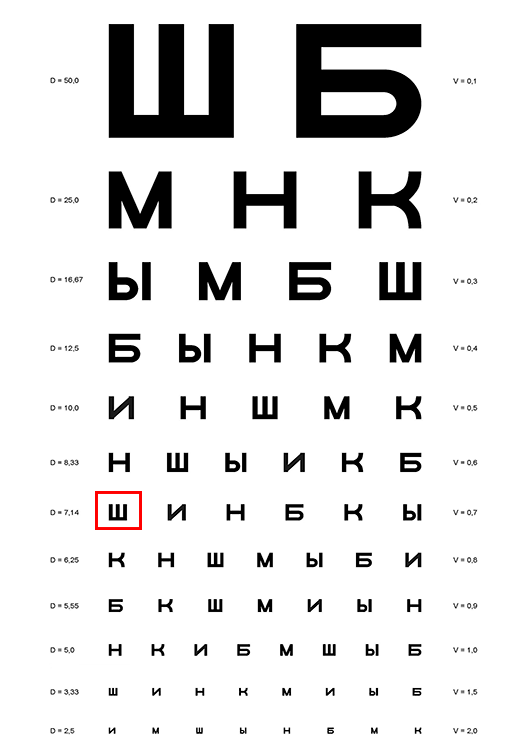 D = 50,0 Ш Б V = 0,1
D = 25,0 М Н К V = 0,2
D = 16,67 Ы М Б Ш V = 0,3
D = 12,5 Б Ы Н К М V = 0,4
D = 10,0 И Н Ш М К V = 0,5
D = 8,33 Н Ш Ы И К Б V = 0,6
D = 7,14 Ш И Н Б К Ы V = 0,7
D = 6,25 К Н Ш М Ы Б И V = 0,8
D = 5,55 Б К Ш М И Ы Н V = 0,9
D = 5,0 Н К И Б М Ш Ы Б V = 1,0
D = 3,33 Ш И Н К М И Ы Б V = 1,5
D = 2,5 И М Ш Ы Н Б М К V = 2,0